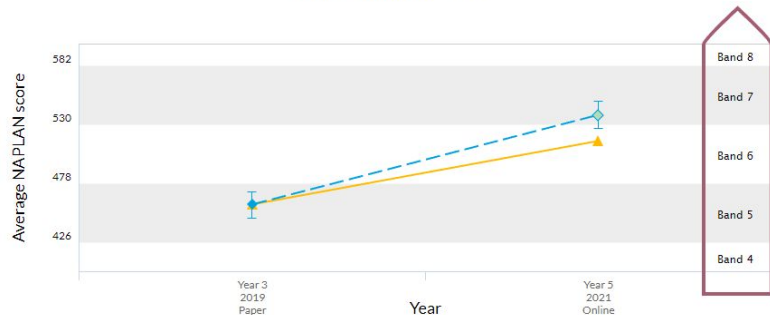 Average NAPLAN score
582
530
478
426
Band 8
Band 7
Band 6
Band 5
Band 4
Year 3
2019
Paper
Year 5
2021
Online
Year